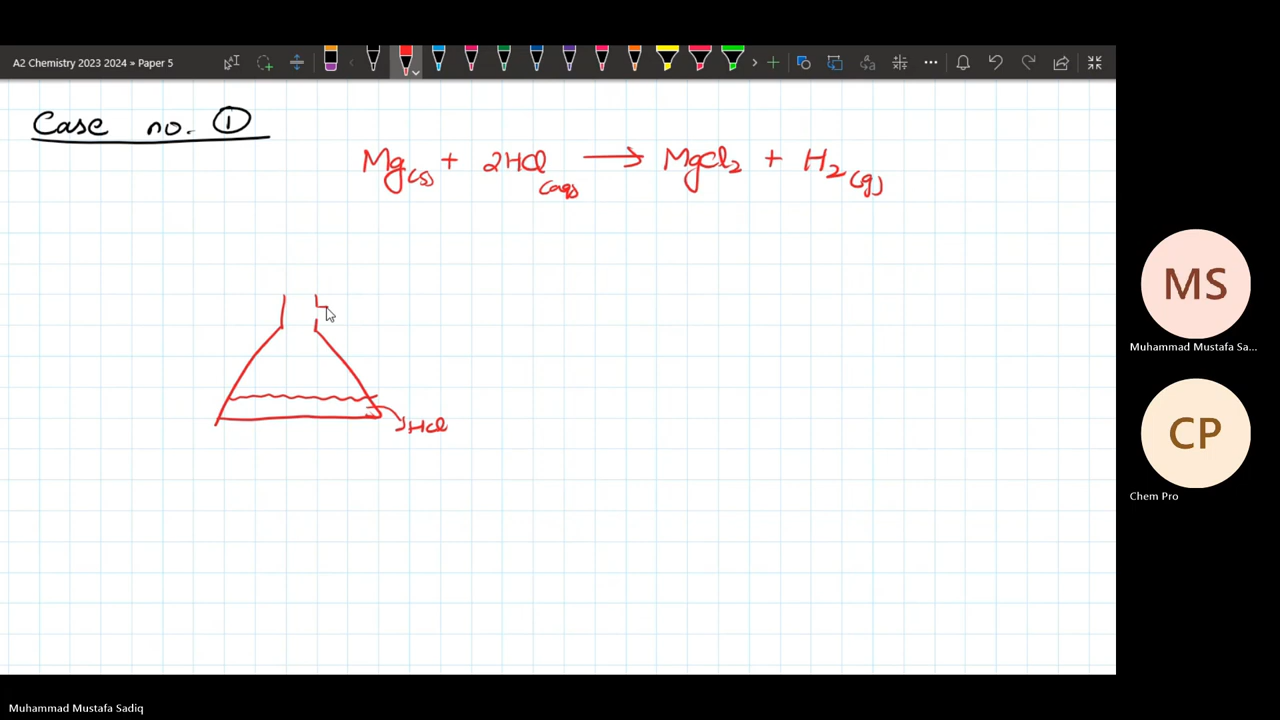 A2 Chemistry 2023 2024 » Paper 5
Case no. ①
Mg(s) + 2HCl(aq) → MgCl2 + H2(g)
HCl
MS
Muhammad Mustafa Sa...
CP
Chem Pro
Muhammad Mustafa Sadiq